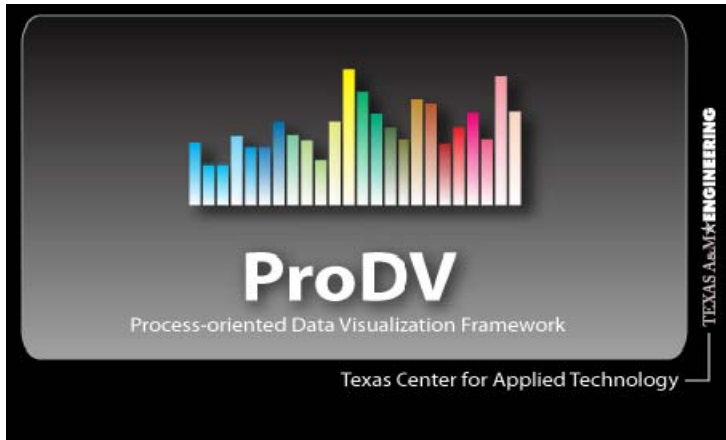 ProDV
Process-oriented Data Visualization Framework
Texas Center for Applied Technology
TEXAS A&M★ENGINEERING